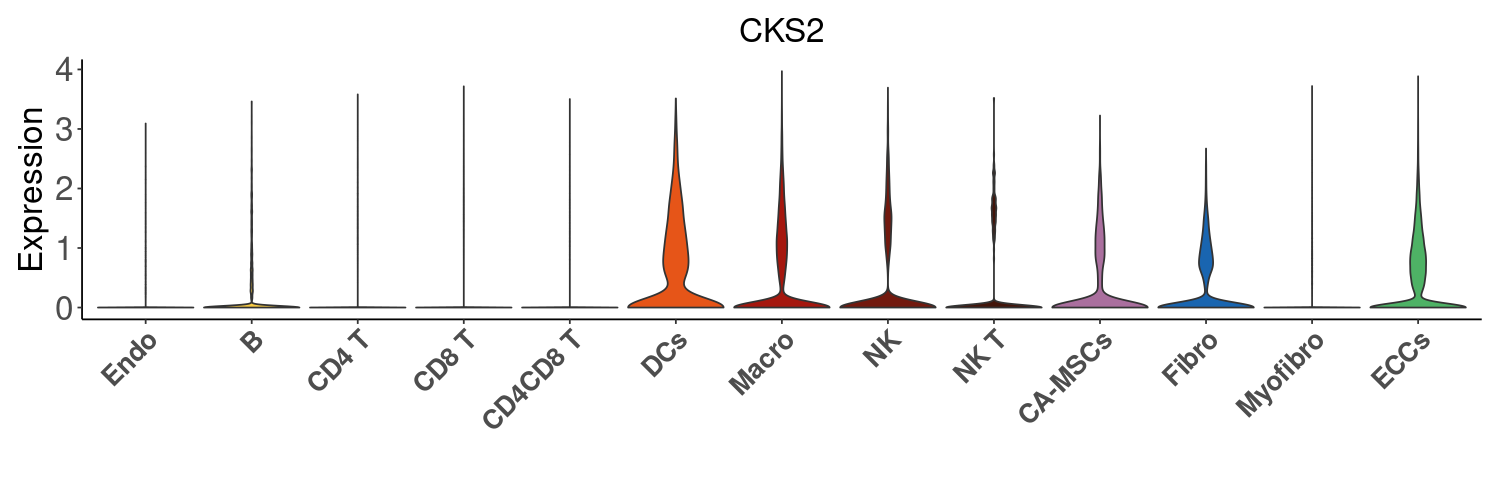 CKS2
Expression
4
3
2
1
0
Endo
B
CD4 T
CD8 T
CD4CD8 T
DCs
Macro
NK
NK T
CA-MSCs
Fibro
Myofibro
ECCs